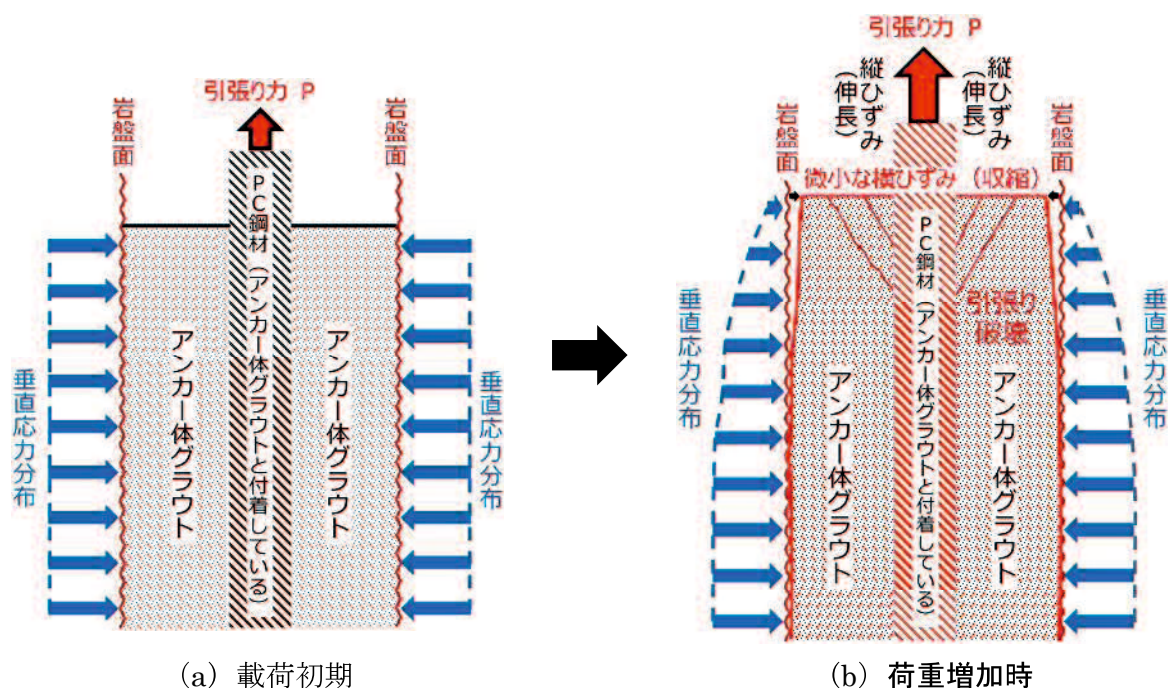 引張り力 P
岩盤面
岩盤面
垂直応力分布
アンカー体グラウト
PC鋼材（アンカー体グラウトと付着している）
アンカー体グラウト
垂直応力分布
(a) 載荷初期
引張り力 P
縦ひずみ
（伸長）
縦ひずみ
（伸長）
岩盤面
岩盤面
微小な横ひずみ（収縮）
垂直応力分布
アンカー体グラウト
PC鋼材（アンカー体グラウトと付着している）
引張り
破壊
アンカー体グラウト
垂直応力分布
(b) 荷重増加時